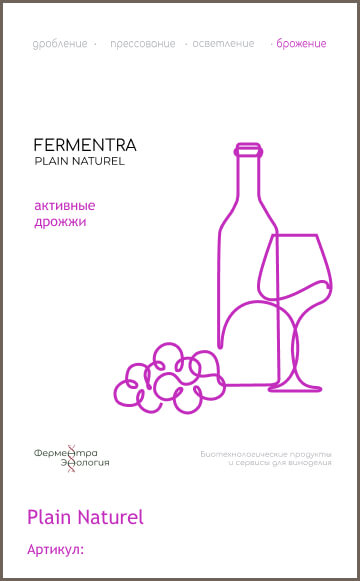 дробление · прессование · осветление · брожение
FERMENTRA
PLAIN NATUREL
активные
дрожжи
Ферментра
Энология
Биотехнологические продукты
и сервисы для виноделия
Plain Naturel
Артикул: